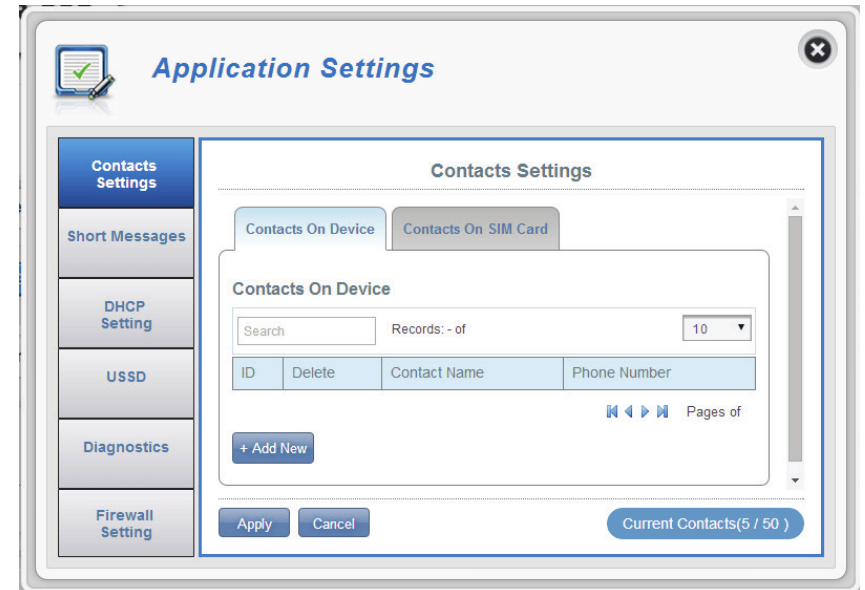 Application Settings
Contacts
Settings
Short Messages
DHCP
Setting
USSD
Diagnostics
Firewall
Setting
Contacts Settings
Contacts On Device
Contacts On SIM Card
Contacts On Device
Search
Records: - of
10
ID Delete Contact Name Phone Number
Pages of
+ Add New
Apply
Cancel
Current Contacts(5 / 50 )